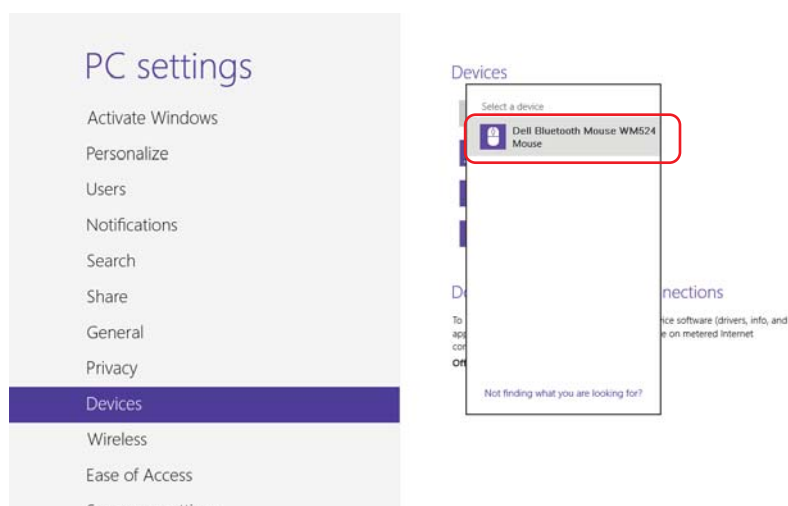 PC settings
Activate Windows
Personalize
Users
Notifications
Search
Share
General
Privacy
Devices
Wireless
Ease of Access
Devices
Select a device
Dell Bluetooth Mouse WM524
Mouse
nections
To
ice software (drivers, info, and
app
e on metered Internet
Off
Not finding what you are looking for?